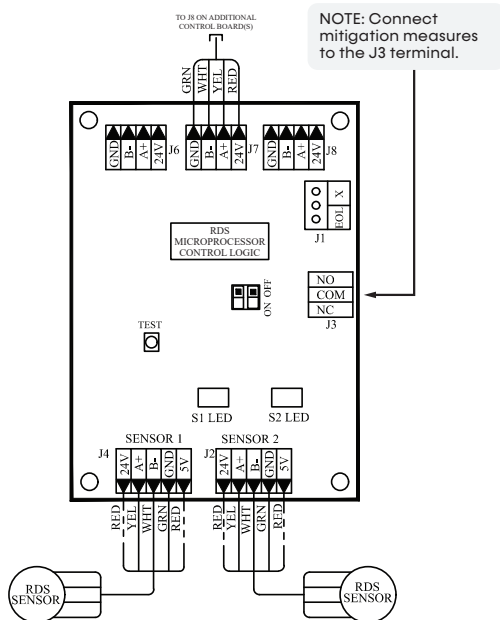 TO J8 ON ADDITIONAL
CONTROL BOARD(S)
NOTE: Connect
mitigation measures
to the J3 terminal.
GRN
WHT
YEL
RED
GND
B-
A+
24V
J6
GND
B-
A+
24V
J7
GND
B-
A+
24V
J8
X
EOL
J1
RDS
MICROPROCESSOR
CONTROL LOGIC
NO
COM
NC
J3
ON OFF
TEST
S1 LED
S2 LED
SENSOR 1
SENSOR 2
J4
24V
A+
B-
GND
5V
J2
24V
A+
B-
GND
5V
RED
YEL
WHT
GRN
RED
RED
YEL
WHT
GRN
RED
RDS
SENSOR
RDS
SENSOR